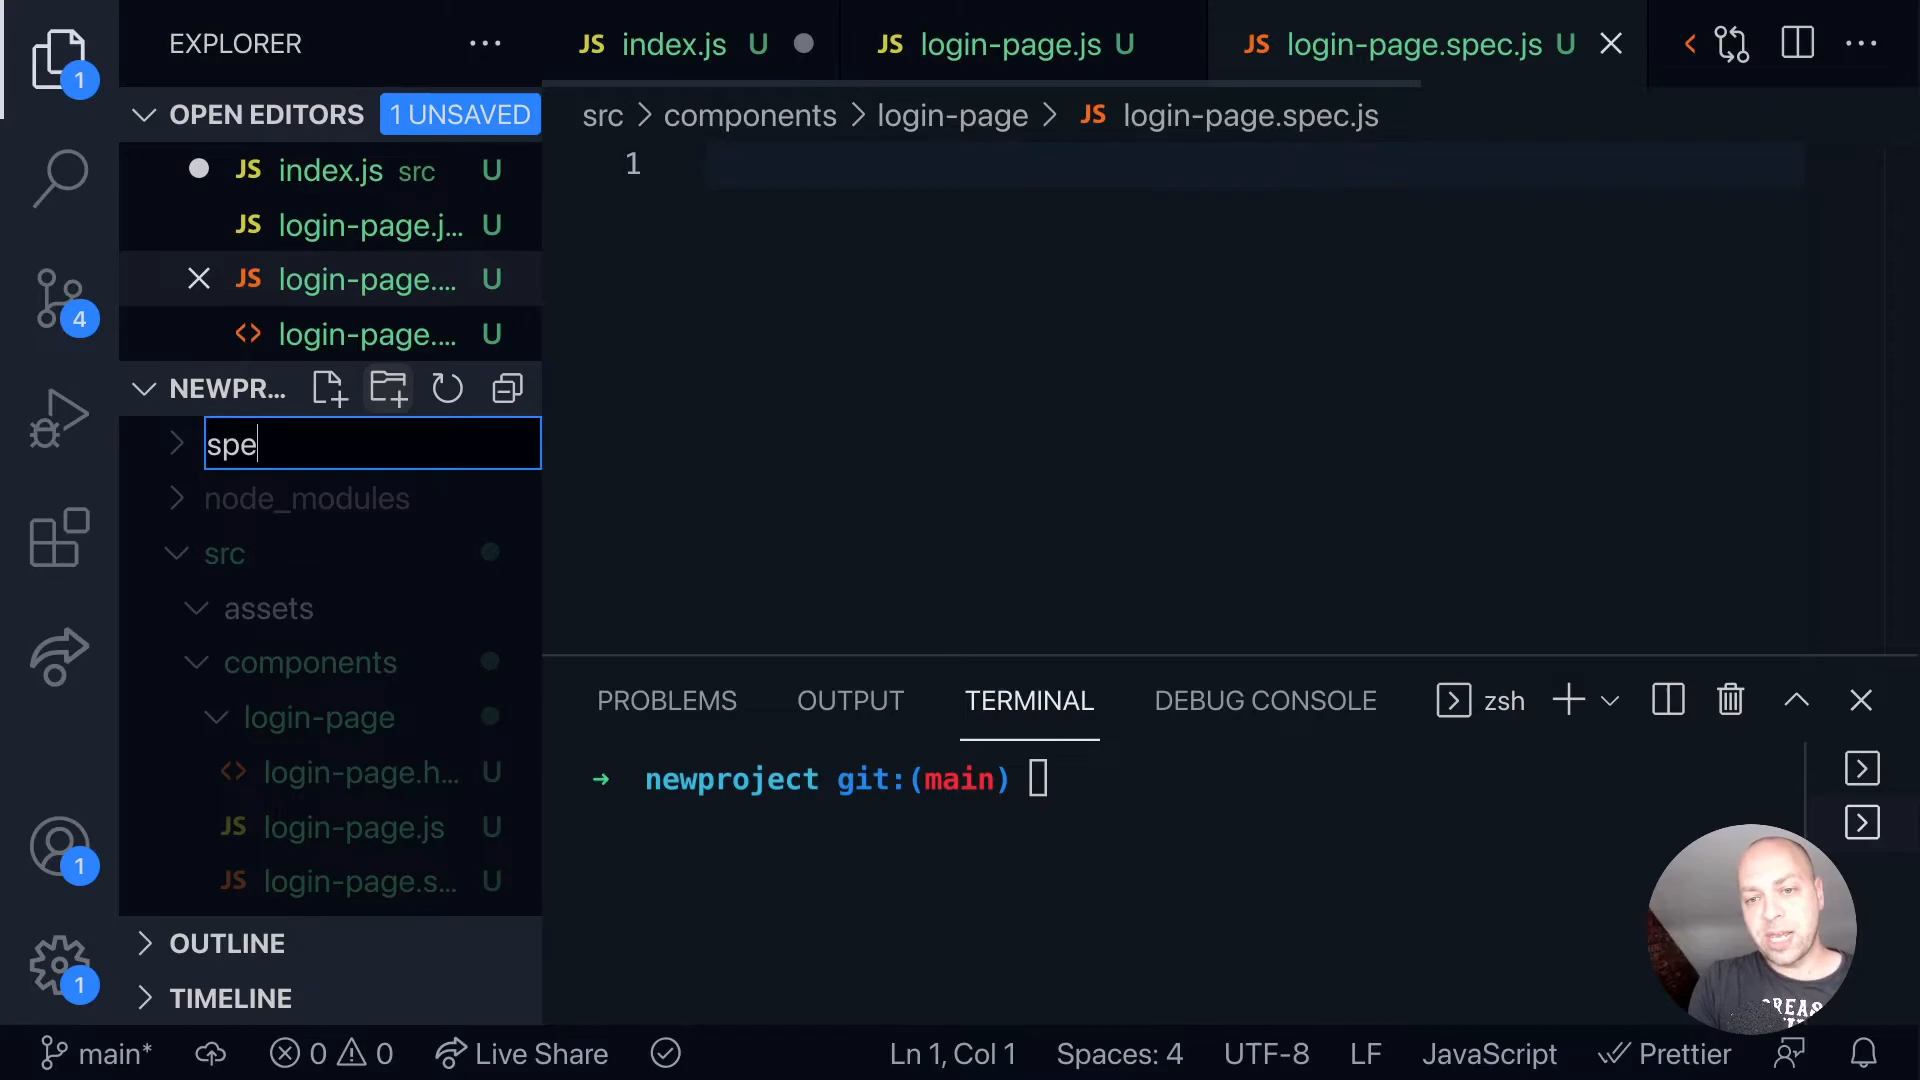 EXPLORER
JS index.js U
JS login-page.js U
JS login-page.spec.js U
1
OPEN EDITORS 1 UNSAVED
src > components > login-page > JS login-page.spec.js
1
JS index.js src U
JS login-page.j... U
JS login-page.... U
<> login-page.... U
NEWPR...
spe
node_modules
src
assets
components
login-page
<> login-page.h... U
JS login-page.js U
JS login-page.s... U
4
PROBLEMS
OUTPUT
TERMINAL
DEBUG CONSOLE
zsh
→ newproject git:(main)
1
1
OUTLINE
TIMELINE
main*
0
0
Live Share
Ln 1, Col 1
Spaces: 4
UTF-8
LF
JavaScript
Prettier